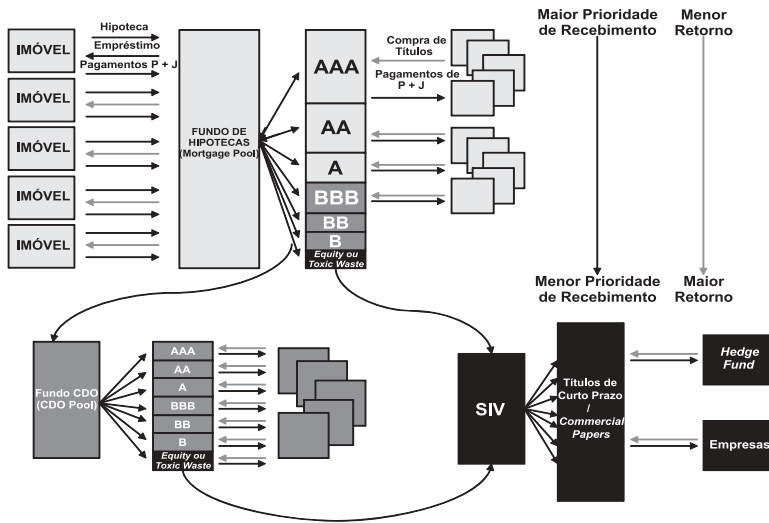 IMÓVEL
Hipoteca
Empréstimo
Pagamentos P + J
IMÓVEL
IMÓVEL
IMÓVEL
IMÓVEL
FUNDO DE
HIPOTECAS
(Mortgage Pool)
AAA
AA
A
BBB
BB
B
Equity ou
Toxic Waste
Compra de
Títulos
Pagamentos de
P + J
Maior Prioridade
de Recebimento
Menor
Retorno
Menor Prioridade
de Recebimento
Maior
Retorno
Fundo CDO
(CDO Pool)
AAA
AA
A
BBB
BB
B
Equity ou
Toxic Waste
SIV
Títulos de
Curto Prazo
/
Commercial
Papers
Hedge
Fund
Empresas